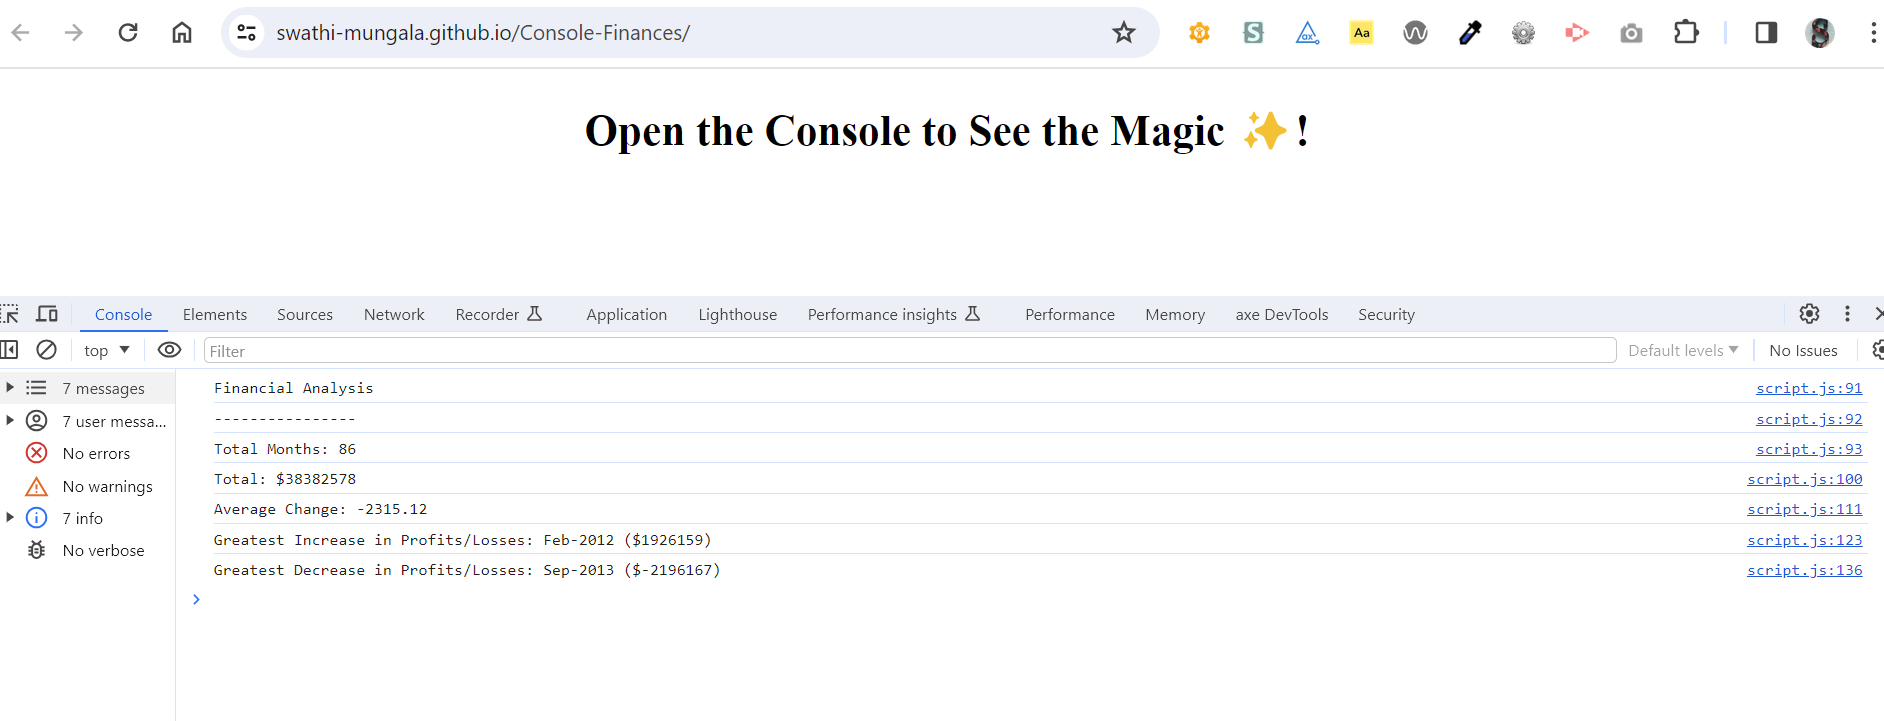 swathi-mungala.github.io/Console-Finances/
Open the Console to See the Magic ✨!
Console Elements Sources Network Recorder Application Lighthouse Performance insights Performance Memory axe DevTools Security
top Filter Default levels No Issues
7 messages
7 user messa...
No errors
No warnings
7 info
No verbose
Financial Analysis script.js:91
---------------- script.js:92
Total Months: 86 script.js:93
Total: $38382578 script.js:100
Average Change: -2315.12 script.js:111
Greatest Increase in Profits/Losses: Feb-2012 ($1926159) script.js:123
Greatest Decrease in Profits/Losses: Sep-2013 ($-2196167) script.js:136